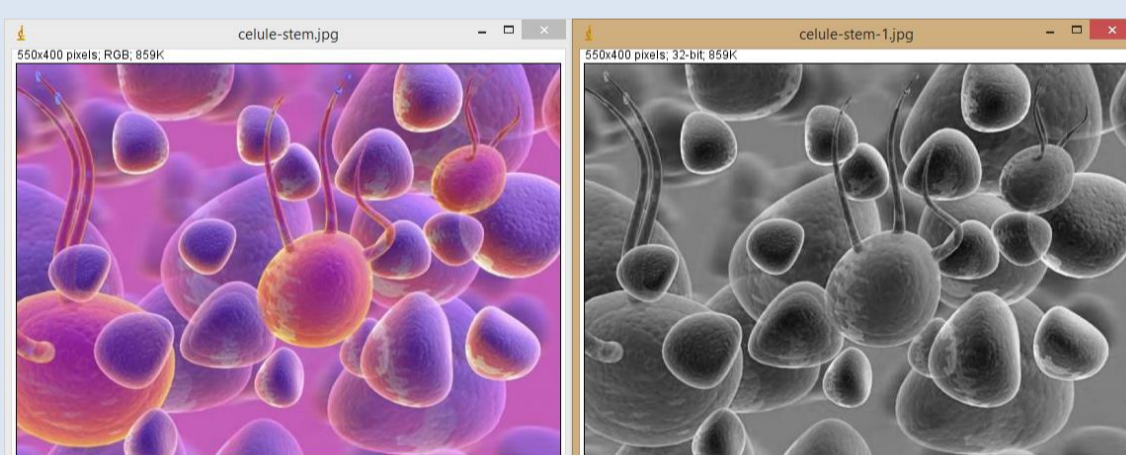 celule-stem.jpg
550x400 pixels; RGB; 859K
celule-stem-1.jpg
550x400 pixels; 32-bit; 859K